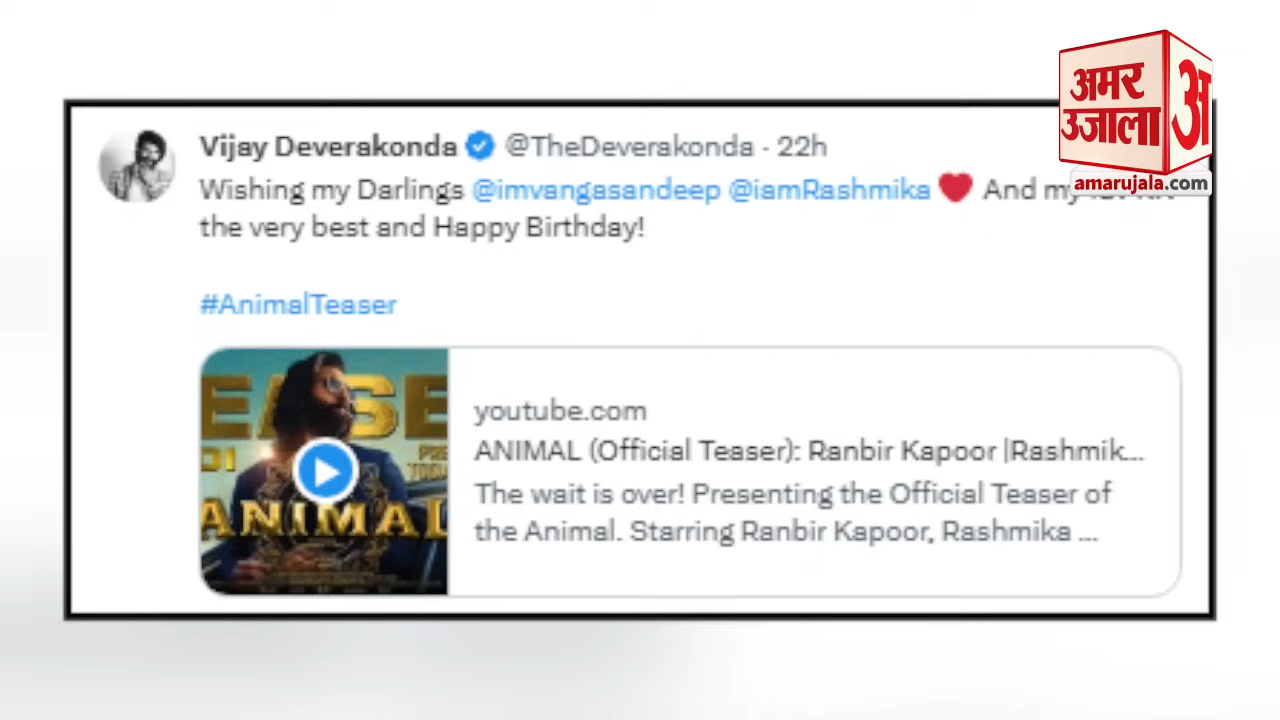 Vijay Deverakonda @TheDeverakonda · 22h
Wishing my Darlings @imvangasandeep @iamRashmika ❤ And my
the very best and Happy Birthday!
#AnimalTeaser
EASE
DI
ANIMAL
youtube.com
ANIMAL (Official Teaser): Ranbir Kapoor |Rashmik...
The wait is over! Presenting the Official Teaser of
the Animal. Starring Ranbir Kapoor, Rashmika ...
अमर
उजाला
अ
amarujala.com